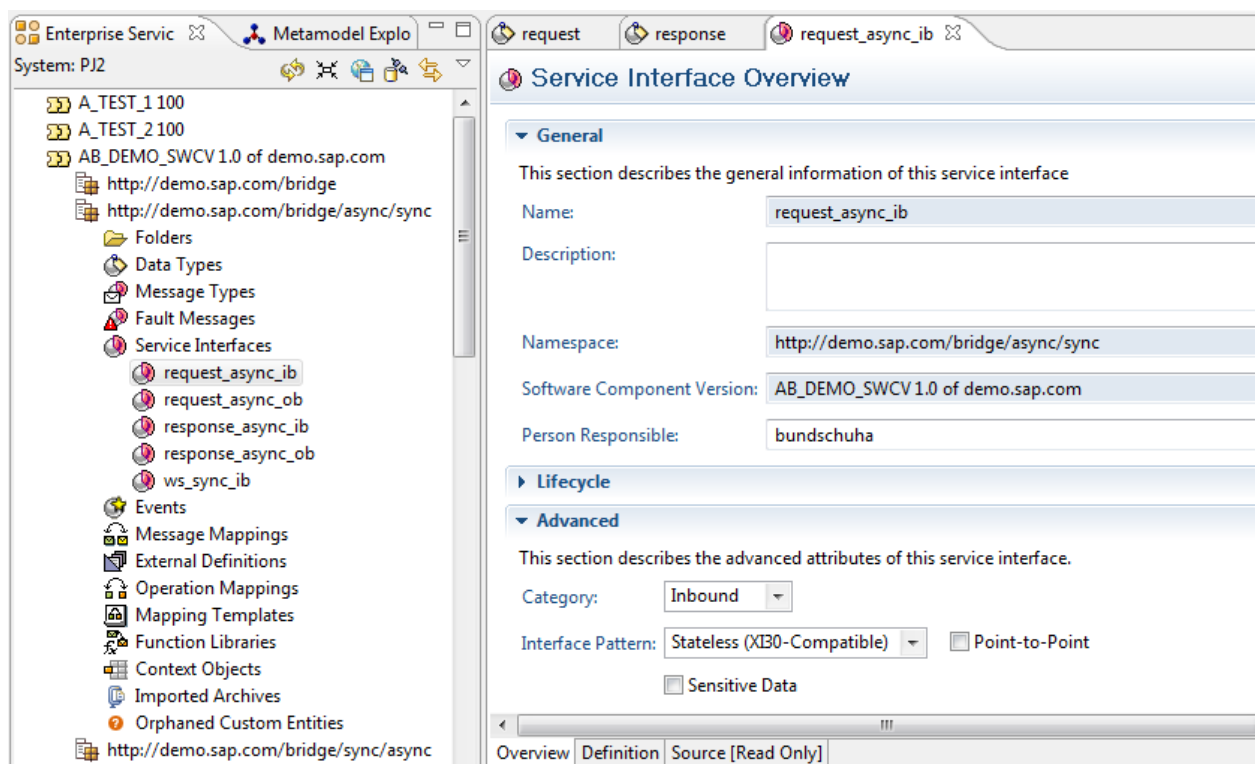 Enterprise Servic
Metamodel Explo
System: PJ2
A_TEST_1 100
A_TEST_2 100
AB_DEMO_SWCV 1.0 of demo.sap.com
http://demo.sap.com/bridge
http://demo.sap.com/bridge/async/sync
Folders
Data Types
Message Types
Fault Messages
Service Interfaces
request_async_ib
request_async_ob
response_async_ib
response_async_ob
ws_sync_ib
Events
Message Mappings
External Definitions
Operation Mappings
Mapping Templates
Function Libraries
Context Objects
Imported Archives
Orphaned Custom Entities
http://demo.sap.com/bridge/sync/async
request
response
request_async_ib
Service Interface Overview
General
This section describes the general information of this service interface
Name: request_async_ib
Description:
Namespace: http://demo.sap.com/bridge/async/sync
Software Component Version: AB_DEMO_SWCV 1.0 of demo.sap.com
Person Responsible: bundschuha
Lifecycle
Advanced
This section describes the advanced attributes of this service interface.
Category: Inbound
Interface Pattern: Stateless (XI30-Compatible) Point-to-Point
Sensitive Data
Overview Definition Source [Read Only]